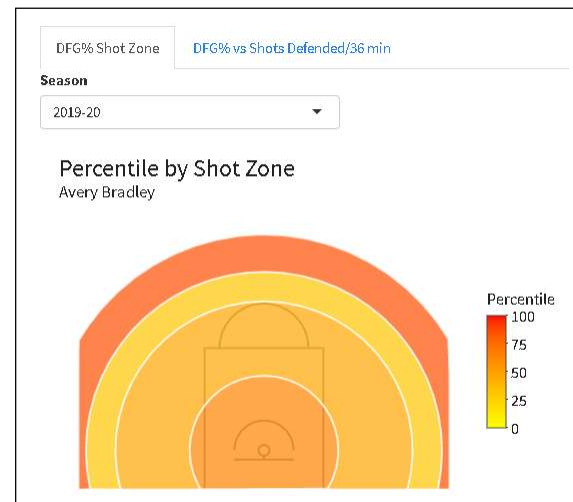 DFG% Shot Zone
DFG% vs Shots Defended/36 min
Season
2019-20
Percentile by Shot Zone
Avery Bradley
Percentile
100
75
50
25
0